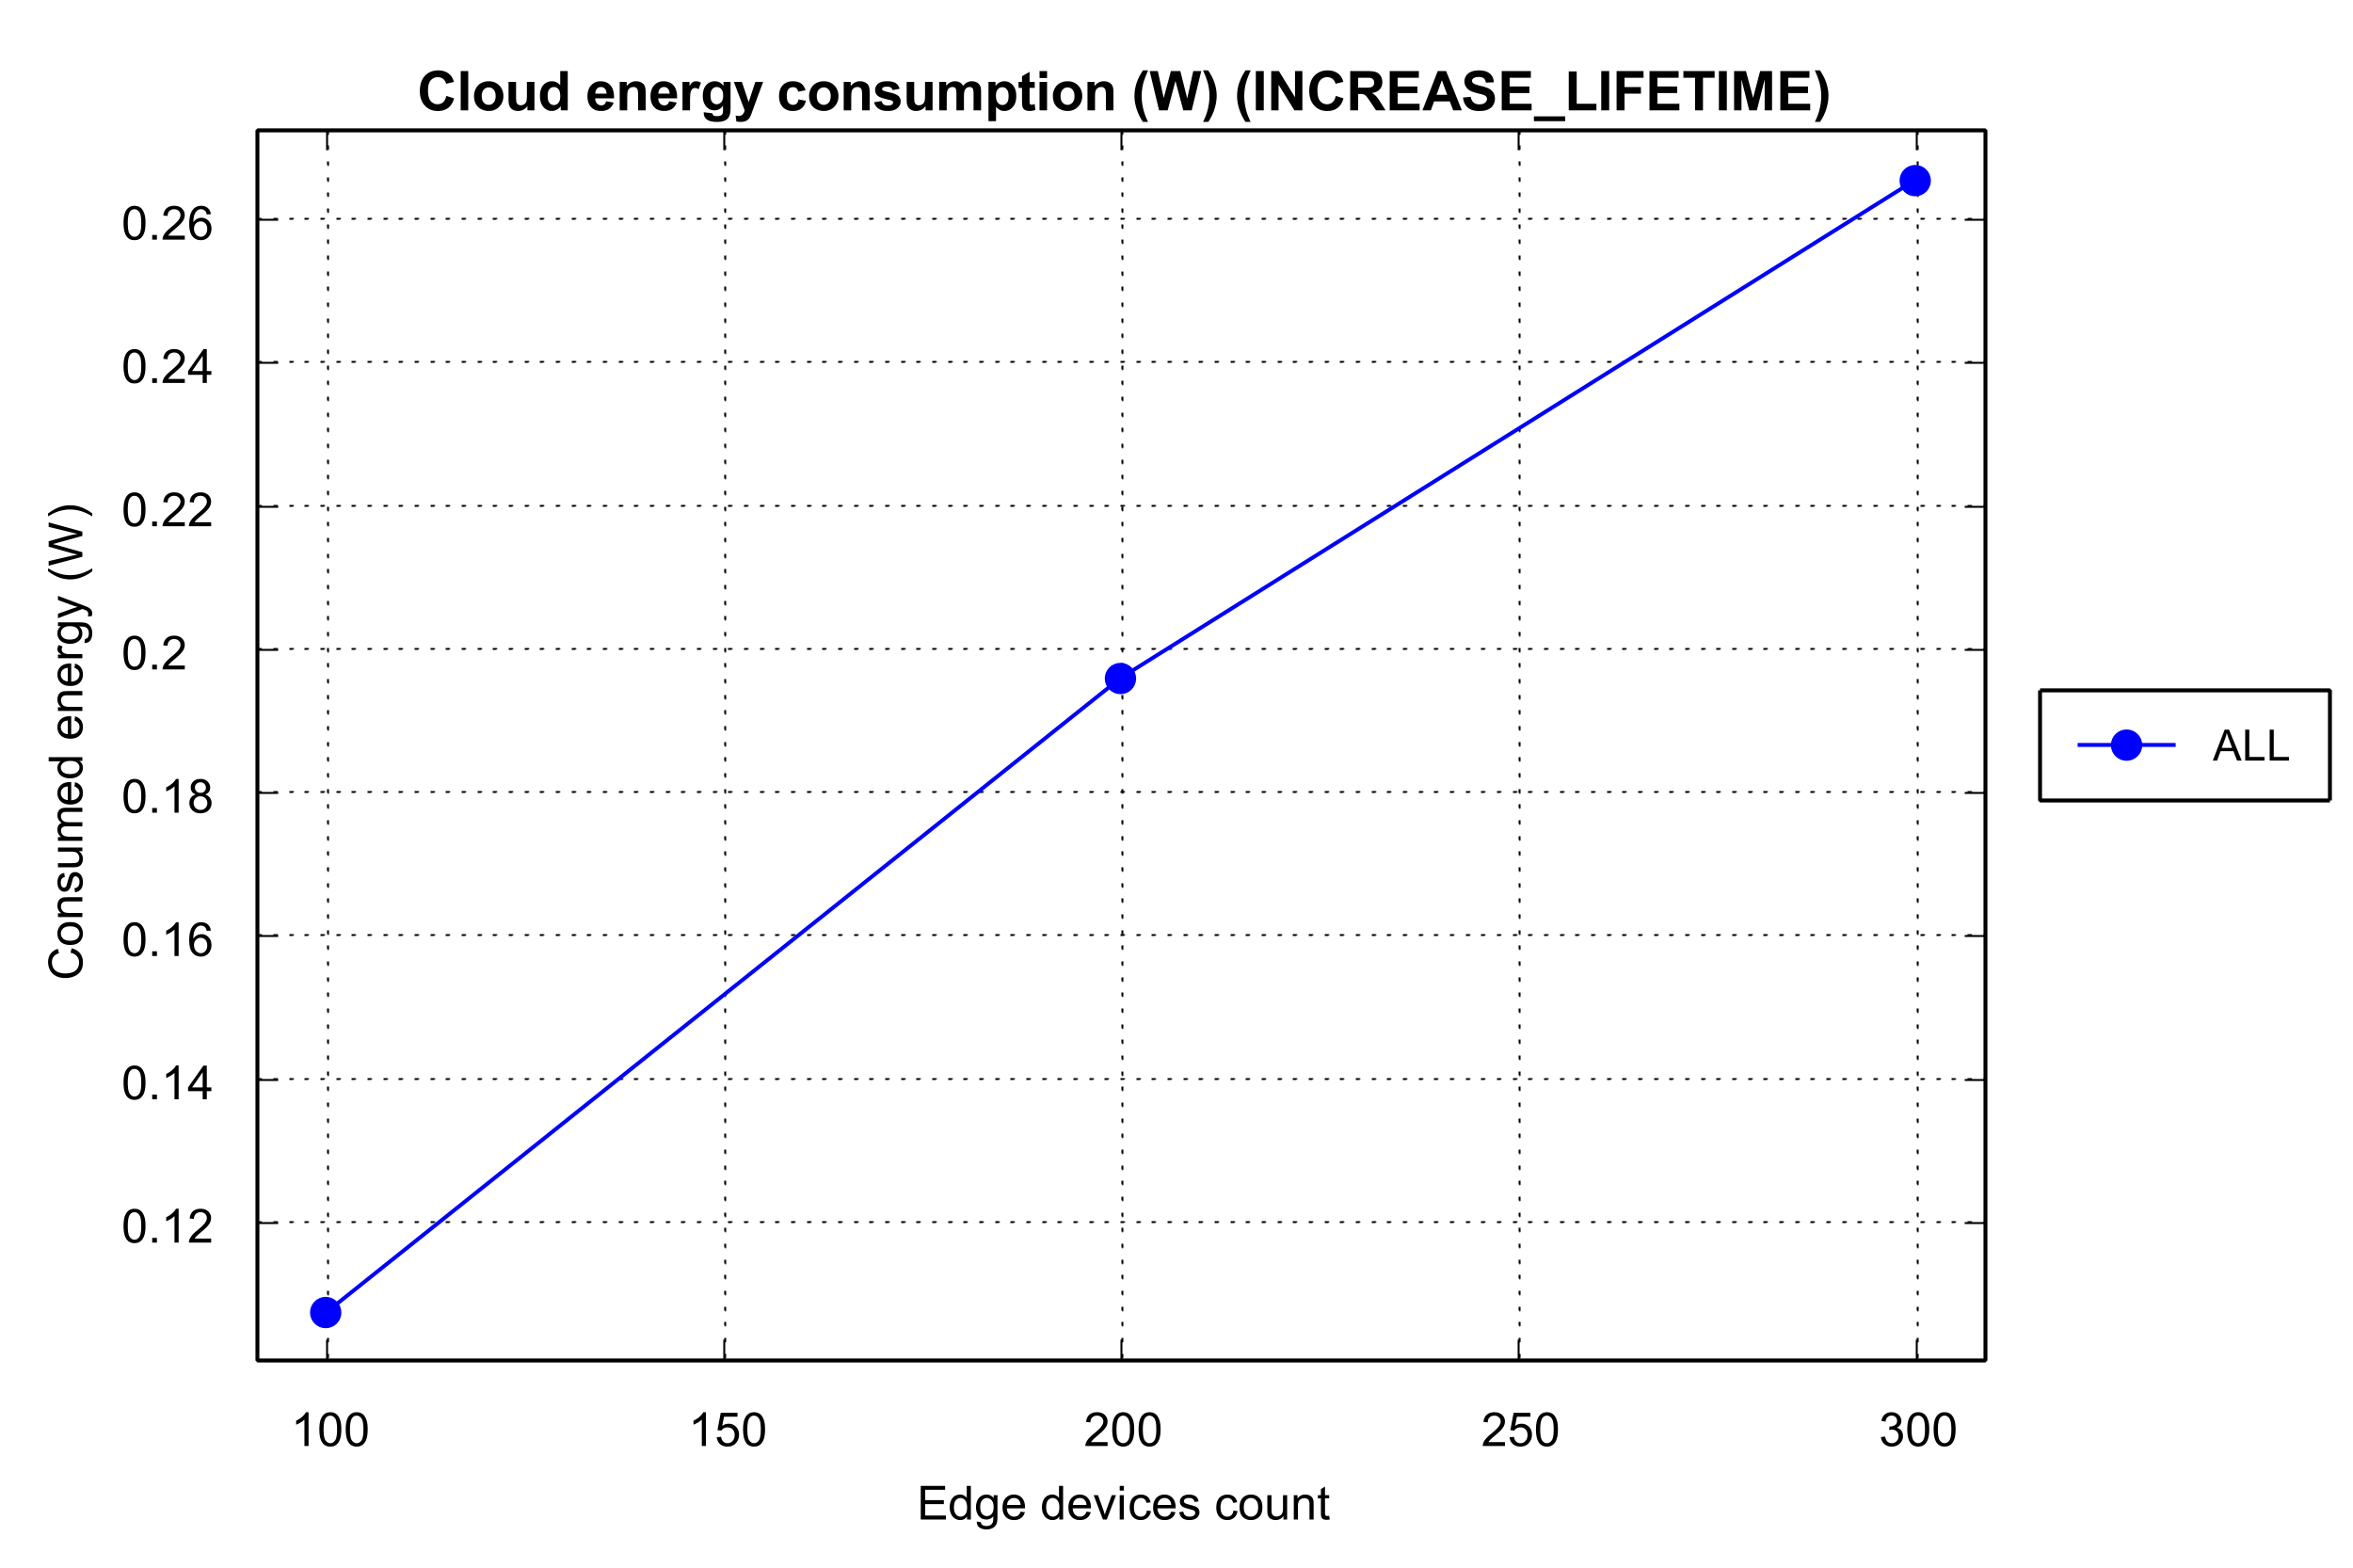 Cloud energy consumption (W) (INCREASE_LIFETIME)
0.26
0.24
0.22
0.2
0.18
0.16
0.14
0.12
Consumed energy (W)
100 150 200 250 300
Edge devices count
ALL